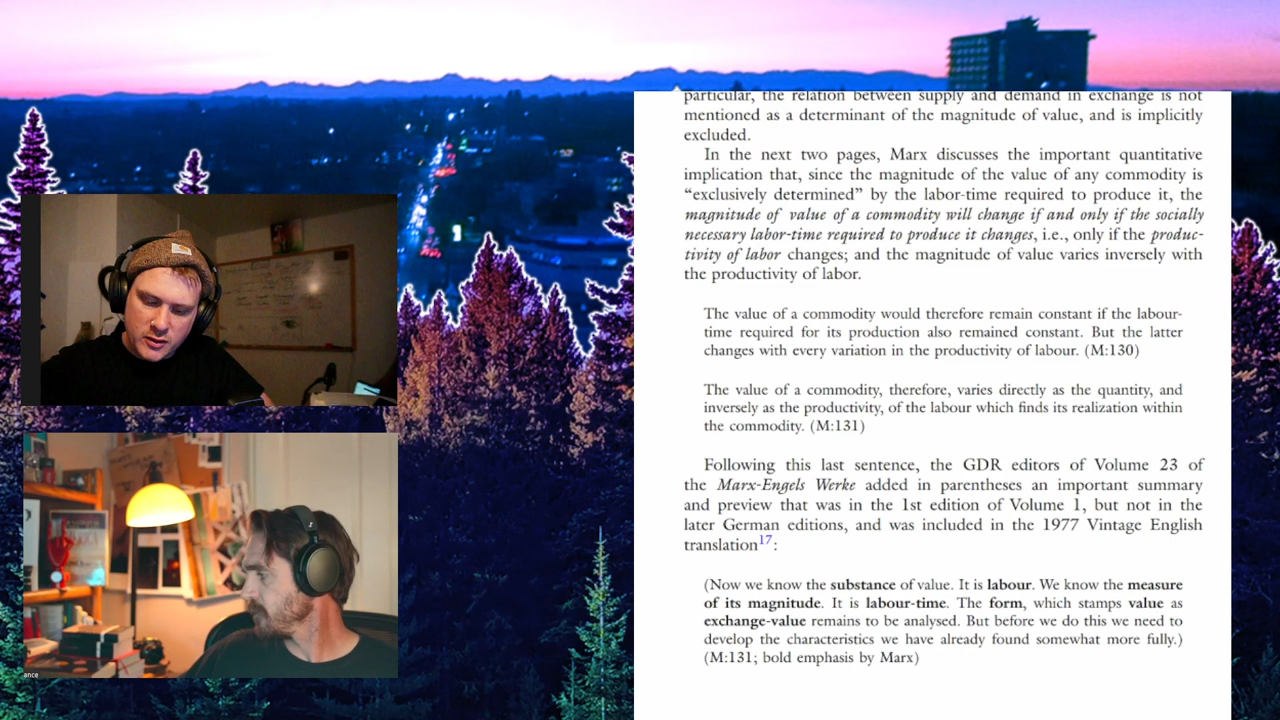 particular, the relation between supply and demand in exchange is not
mentioned as a determinant of the magnitude of value, and is implicitly
excluded.
In the next two pages, Marx discusses the important quantitative
implication that, since the magnitude of the value of any commodity is
“exclusively determined” by the labor-time required to produce it, the
magnitude of value of a commodity will change if and only if the socially
necessary labor-time required to produce it changes, i.e., only if the produc-
tivity of labor changes; and the magnitude of value varies inversely with
the productivity of labor.
The value of a commodity would therefore remain constant if the labour-
time required for its production also remained constant. But the latter
changes with every variation in the productivity of labour. (M:130)
The value of a commodity, therefore, varies directly as the quantity, and
inversely as the productivity, of the labour which finds its realization within
the commodity. (M:131)
Following this last sentence, the GDR editors of Volume 23 of
the Marx-Engels Werke added in parentheses an important summary
and preview that was in the 1st edition of Volume 1, but not in the
later German editions, and was included in the 1977 Vintage English
translation17:
(Now we know the substance of value. It is labour. We know the measure
of its magnitude. It is labour-time. The form, which stamps value as
exchange-value remains to be analysed. But before we do this we need to
develop the characteristics we have already found somewhat more fully.)
(M:131; bold emphasis by Marx)
ance